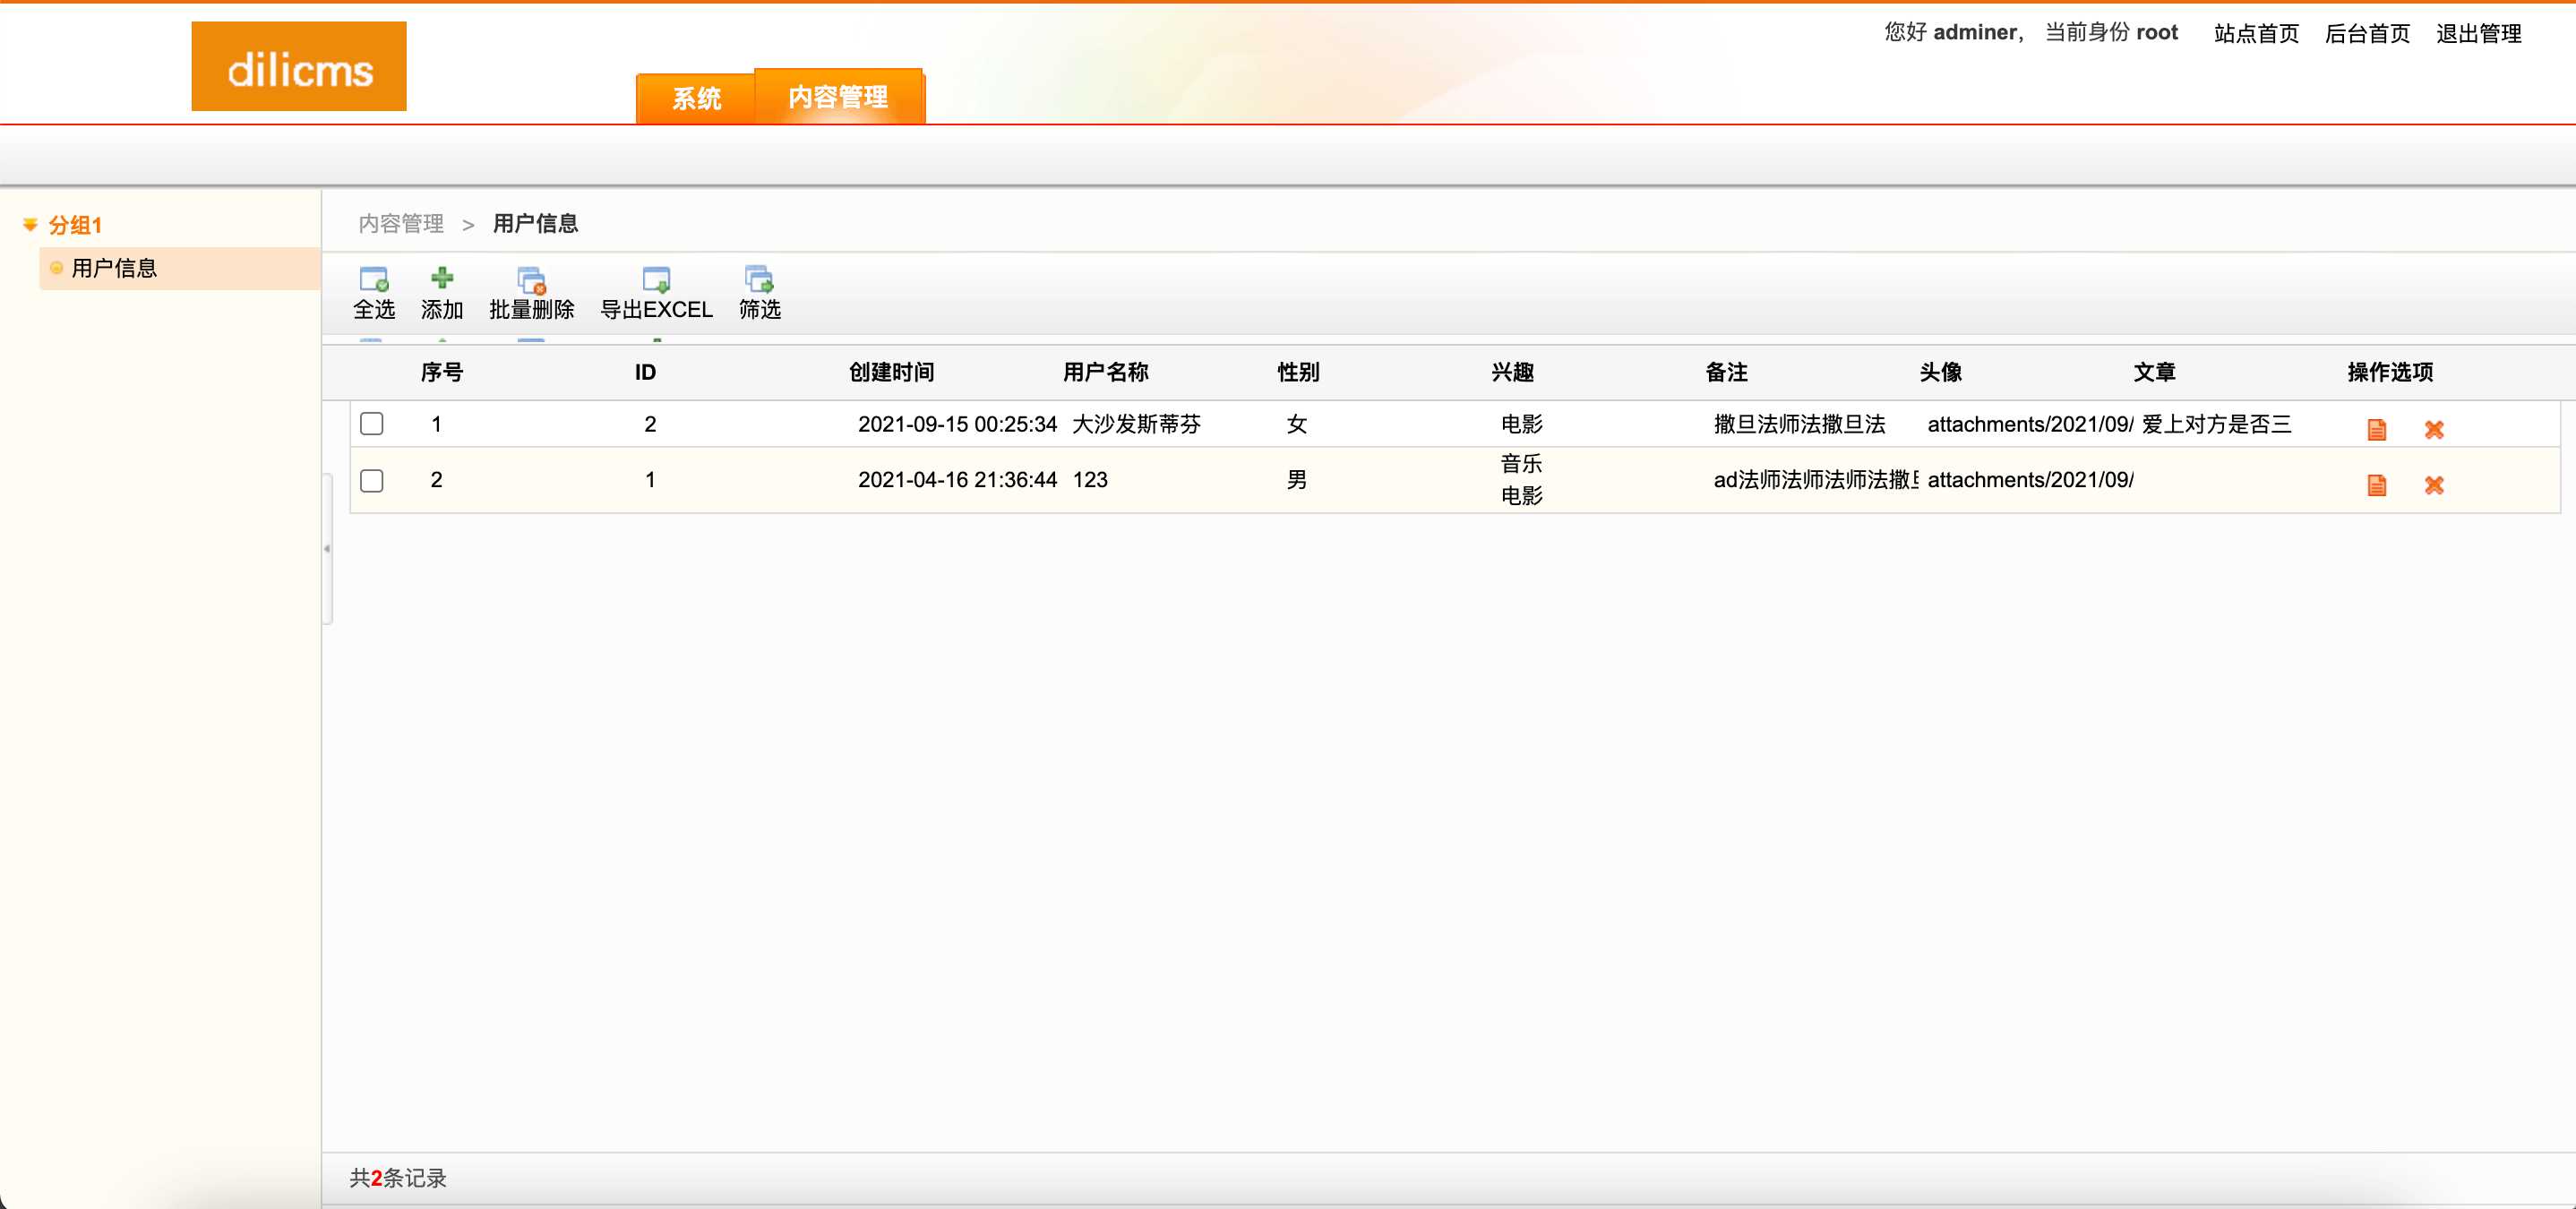 dilicms
系统
内容管理
您好 adminer， 当前身份 root
站点首页
后台首页
退出管理
分组1
用户信息
内容管理 > 用户信息
全选
添加
批量删除
导出EXCEL
筛选
序号 ID 创建时间 用户名称 性别 兴趣 备注 头像 文章 操作选项
1 2 2021-09-15 00:25:34 大沙发斯蒂芬 女 电影 撒旦法师法撒旦法 attachments/2021/09/ 爱上对方是否三
2 1 2021-04-16 21:36:44 123 男 音乐 电影 ad法师法师法师法撒 attachments/2021/09/
共2条记录